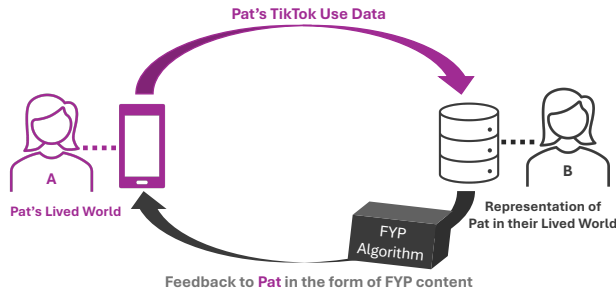 Pat's TikTok Use Data
A
Pat's Lived World
B
Representation of
Pat in their Lived World
FYP
Algorithm
Feedback to Pat in the form of FYP content